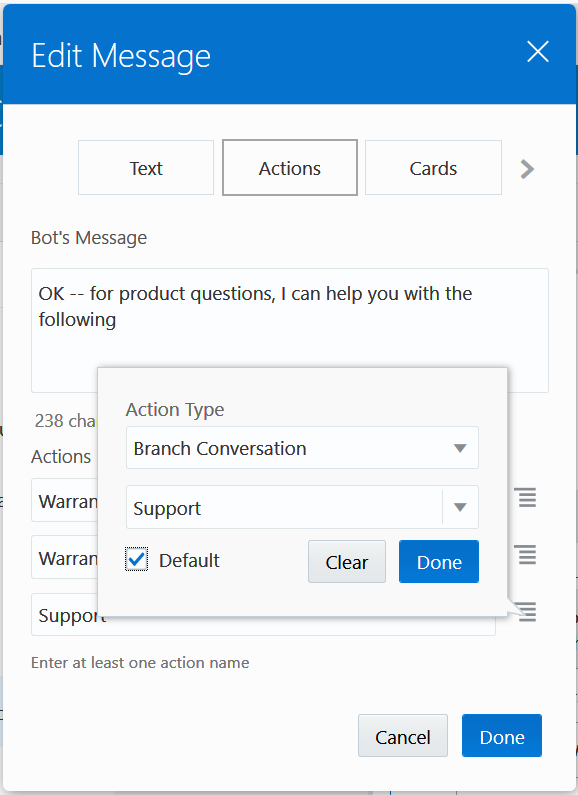 Edit Message
Text
Actions
Cards
Bot's Message
OK -- for product questions, I can help you with the
following
238 cha
Action Type
Branch Conversation
Actions
Warran
Support
Warran
Default
Clear
Done
Support
Enter at least one action name
Cancel
Done